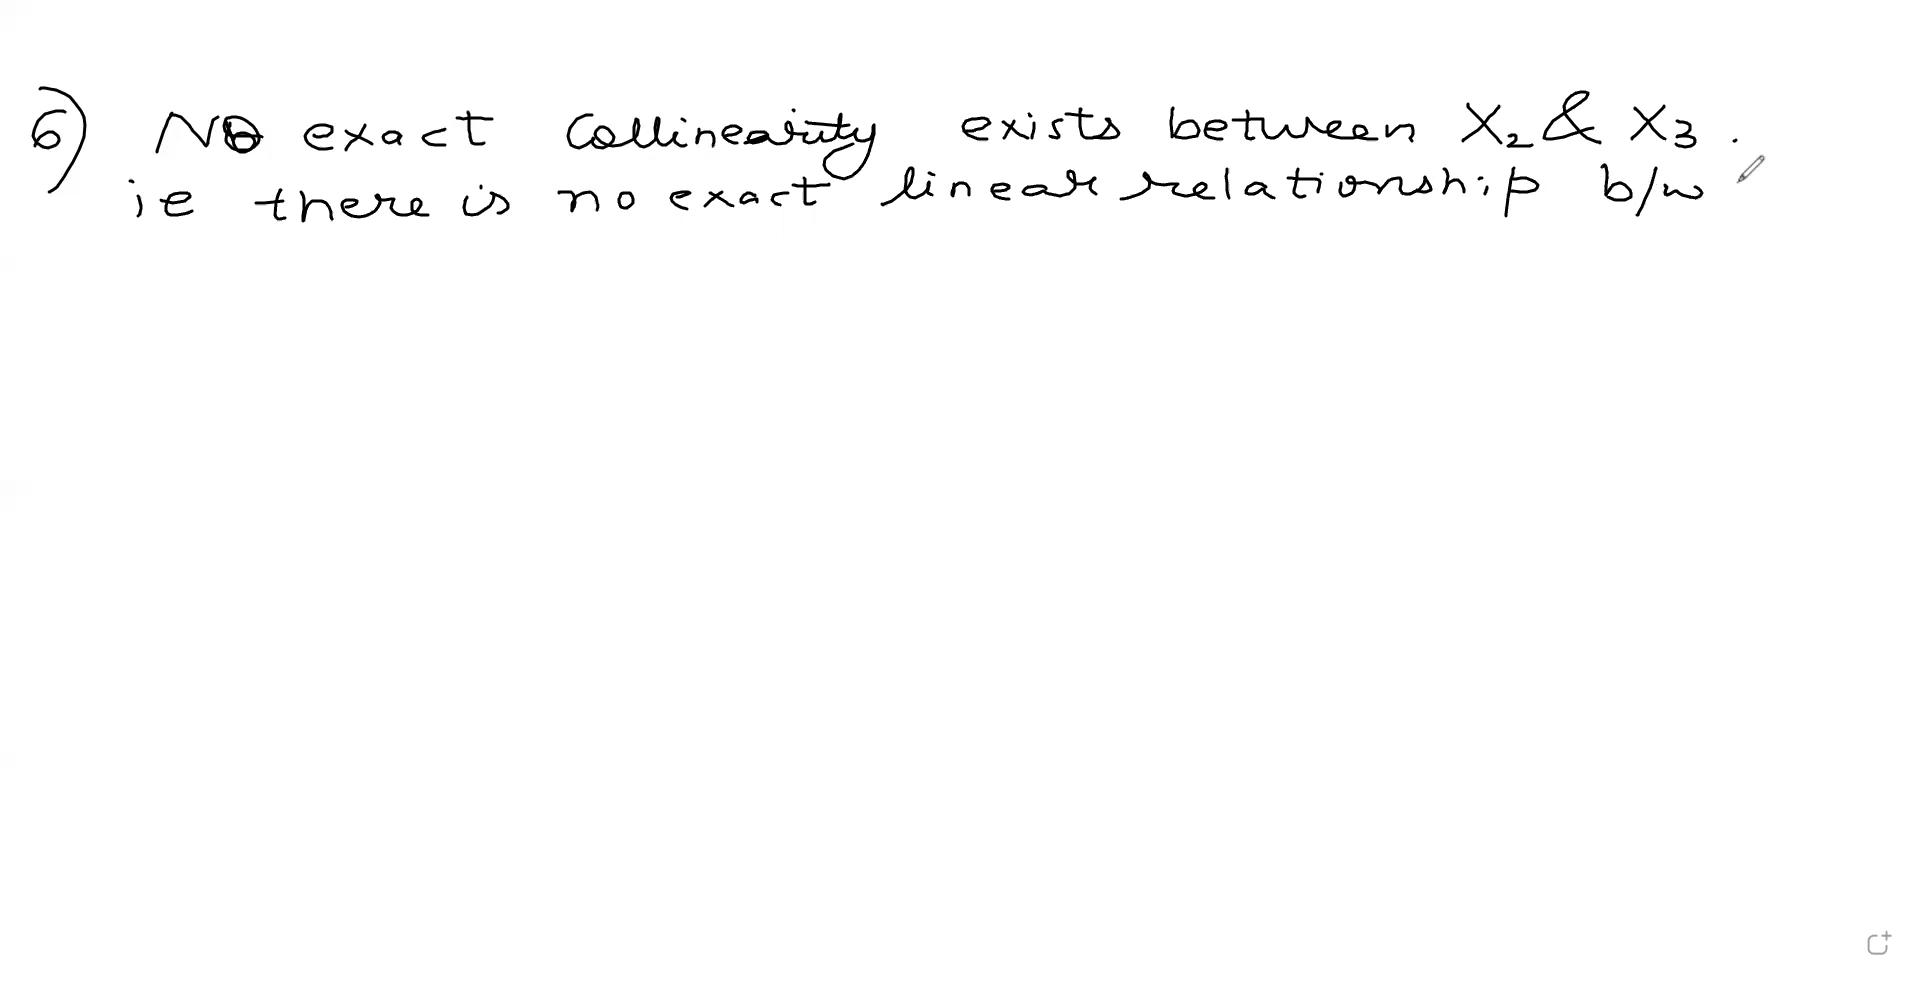 6) No exact Collinearity exists between X₂ & X₃ .
ie there is no exact linear relationship b/w